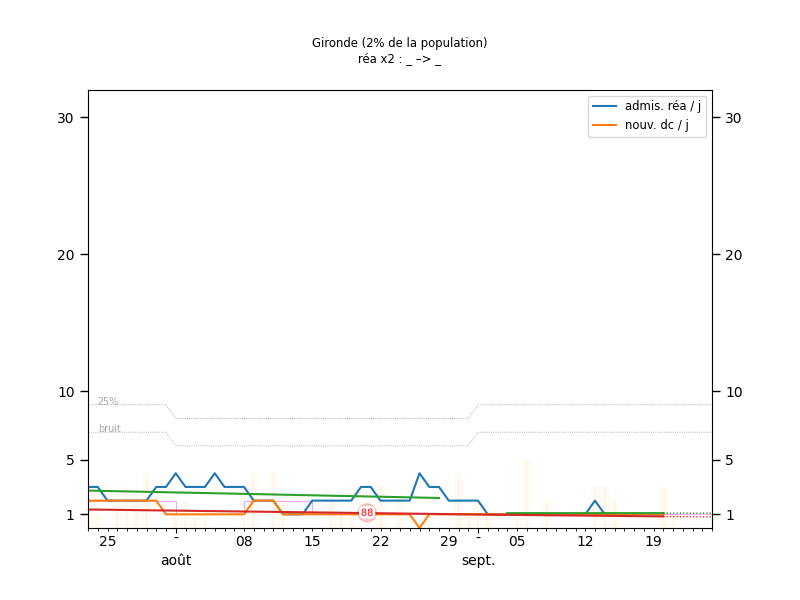 Gironde (2% de la population)
réa x2 : _ –> _
admis. réa / j
nouv. dc / j
30 30
20 20
10 10
25%
bruit
5 5
88
1 1
25 - 08 15 22 29 - 05 12 19
août sept.